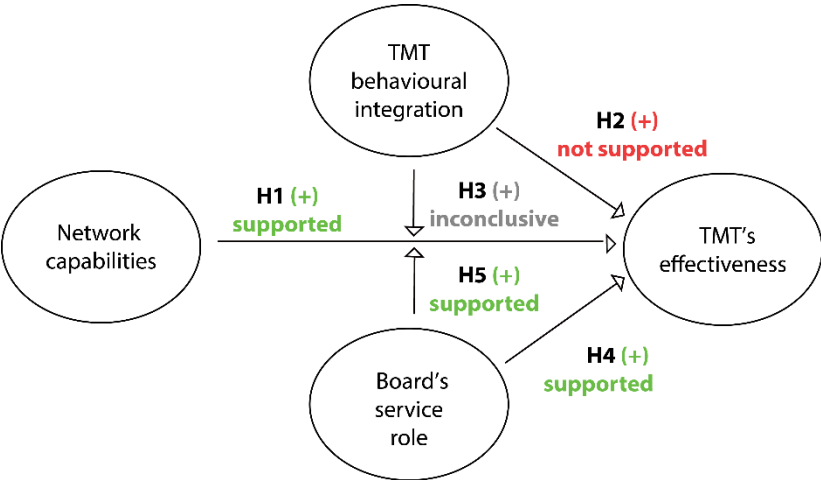 TMT
behavioural
integration
H2 (+)
not supported
H1 (+)
supported
H3 (+)
inconclusive
Network
capabilities
TMT's
effectiveness
H5 (+)
supported
H4 (+)
supported
Board's
service
role